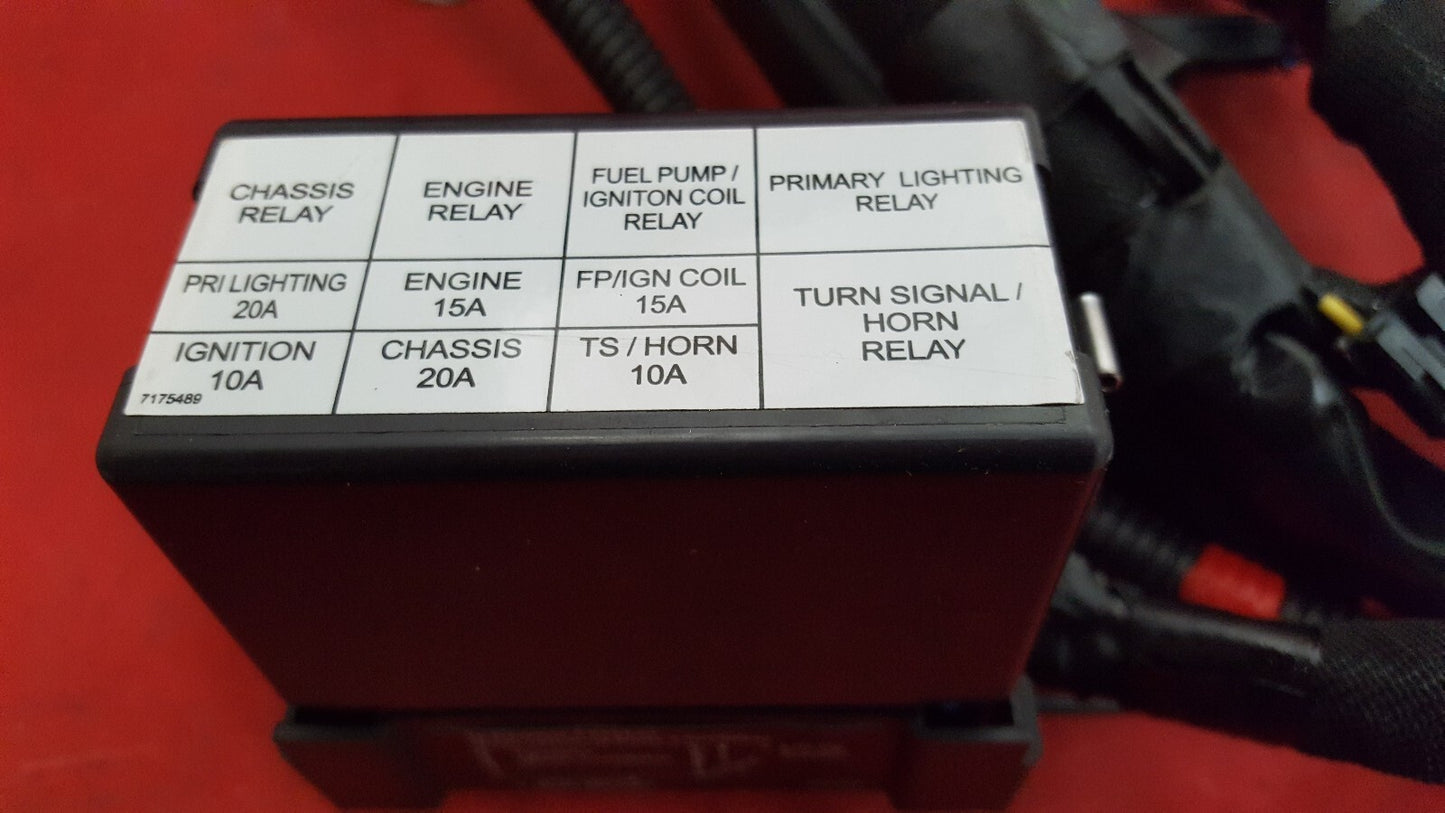 CHASSIS
RELAY
ENGINE
RELAY
FUEL PUMP /
IGNITON COIL
RELAY
PRIMARY LIGHTING
RELAY
PRI LIGHTING
20A
ENGINE
15A
FP/IGN COIL
15A
TURN SIGNAL /
HORN
RELAY
IGNITION
10A
7175489
CHASSIS
20A
TS / HORN
10A